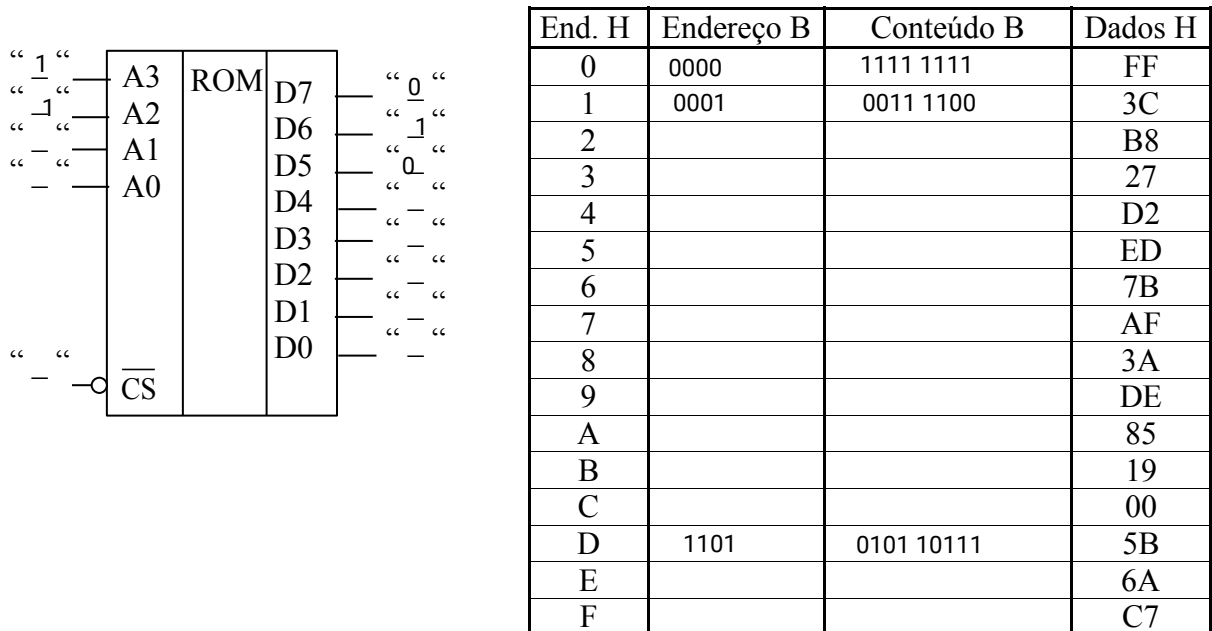 “ 1 “ A3 ROM D7 “ 0 “
“ 1 “ A2 D6 “ 1 “
“ _ “ A1 D5 “ 0 “
“ _ “ A0 D4 “ _ “
D3 “ _ “
D2 “ _ “
D1 “ _ “
D0 “ _ “
“ _ “ CS
End. H Endereço B Conteúdo B Dados H
0 0000 1111 1111 FF
1 0001 0011 1100 3C
2 B8
3 27
4 D2
5 ED
6 7B
7 AF
8 3A
9 DE
A 85
B 19
C 00
D 1101 0101 10111 5B
E 6A
F C7